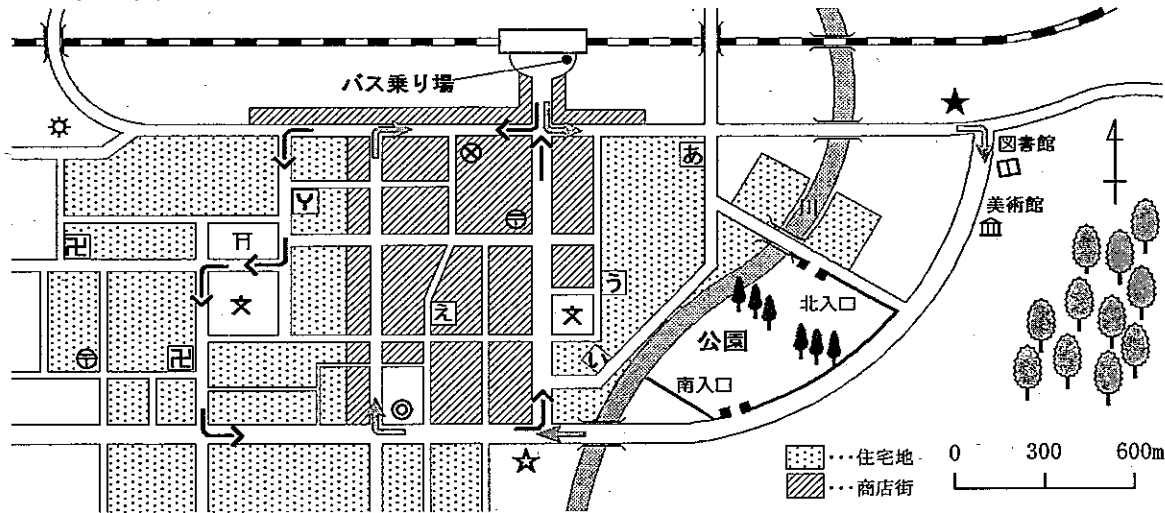 バス乗り場
図書館
美術館
あ
川
う
え
い
北入口
公園
南入口
…住宅地
…商店街
0 300 600m